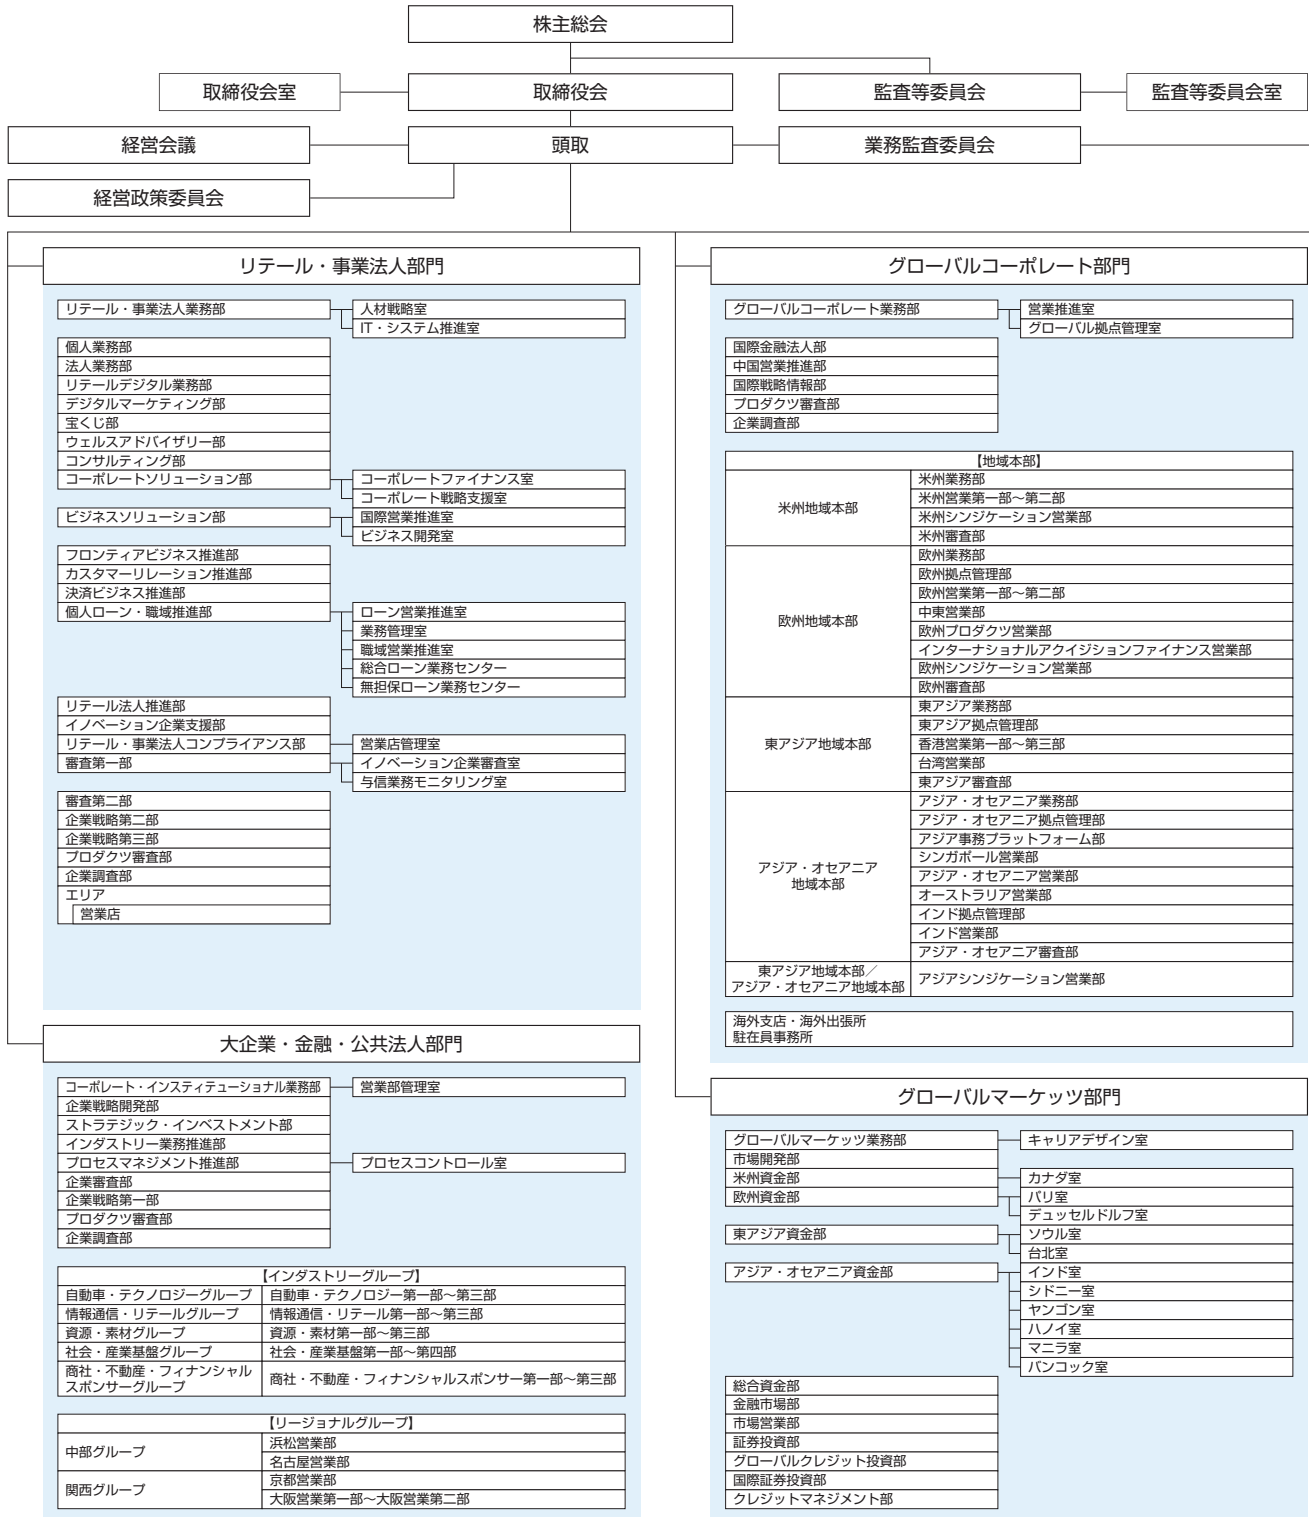 株主総会
取締役会室
取締役会
監査等委員会
監査等委員会室
経営会議
頭取
業務監査委員会
経営政策委員会
リテール・事業法人部門
リテール・事業法人業務部
人材戦略室
IT・システム推進室
個人業務部
法人業務部
リテールデジタル業務部
デジタルマーケティング部
宝くじ部
ウェルスアドバイザリー部
コンサルティング部
コーポレートソリューション部
コーポレートファイナンス室
コーポレート戦略支援室
ビジネスソリューション部
国際営業推進室
ビジネス開発室
フロンティアビジネス推進部
カスタマーリレーション推進部
決済ビジネス推進部
個人ローン・職域推進部
ローン営業推進室
業務管理室
職域営業推進室
総合ローン業務センター
無担保ローン業務センター
リテール法人推進部
イノベーション企業支援部
リテール・事業法人コンプライアンス部
営業店管理室
審査第一部
イノベーション企業審査室
与信業務モニタリング室
審査第二部
企業戦略第二部
企業戦略第三部
プロダクツ審査部
企業調査部
エリア
営業店
大企業・金融・公共法人部門
コーポレート・インスティテューショナル業務部
営業部管理室
企業戦略開発部
ストラテジック・インベストメント部
インダストリー業務推進部
プロセスマネジメント推進部
プロセスコントロール室
企業審査部
企業戦略第一部
プロダクツ審査部
企業調査部
【インダストリーグループ】
自動車・テクノロジーグループ
自動車・テクノロジー第一部～第三部
情報通信・リテールグループ
情報通信・リテール第一部～第三部
資源・素材グループ
資源・素材第一部～第三部
社会・産業基盤グループ
社会・産業基盤第一部～第四部
商社・不動産・フィナンシャル
スポンサーグループ
商社・不動産・フィナンシャルスポンサー第一部～第三部
【リージョナルグループ】
中部グループ
浜松営業部
名古屋営業部
関西グループ
京都営業部
大阪営業第一部～大阪営業第二部
グローバルコーポレート部門
グローバルコーポレート業務部
営業推進室
グローバル拠点管理室
国際金融法人部
中国営業推進部
国際戦略情報部
プロダクツ審査部
企業調査部
【地域本部】
米州地域本部
米州業務部
米州営業第一部～第二部
米州シンジケーション営業部
米州審査部
欧州地域本部
欧州業務部
欧州拠点管理部
欧州営業第一部～第二部
中東営業部
欧州プロダクツ営業部
インターナショナルアクイジションファイナンス営業部
欧州シンジケーション営業部
欧州審査部
東アジア地域本部
東アジア業務部
東アジア拠点管理部
香港営業第一部～第三部
台湾営業部
東アジア審査部
アジア・オセアニア
地域本部
アジア・オセアニア業務部
アジア・オセアニア拠点管理部
アジア事務プラットフォーム部
シンガポール営業部
アジア・オセアニア営業部
オーストラリア営業部
インド拠点管理部
インド営業部
アジア・オセアニア審査部
東アジア地域本部／
アジア・オセアニア地域本部
アジアシンジケーション営業部
海外支店・海外出張所
駐在員事務所
グローバルマーケッツ部門
グローバルマーケッツ業務部
キャリアデザイン室
市場開発部
米州資金部
カナダ室
欧州資金部
パリ室
デュッセルドルフ室
東アジア資金部
ソウル室
台北室
アジア・オセアニア資金部
インド室
シドニー室
ヤンゴン室
ハノイ室
マニラ室
バンコック室
総合資金部
金融市場部
市場営業部
証券投資部
グローバルクレジット投資部
国際証券投資部
クレジットマネジメント部